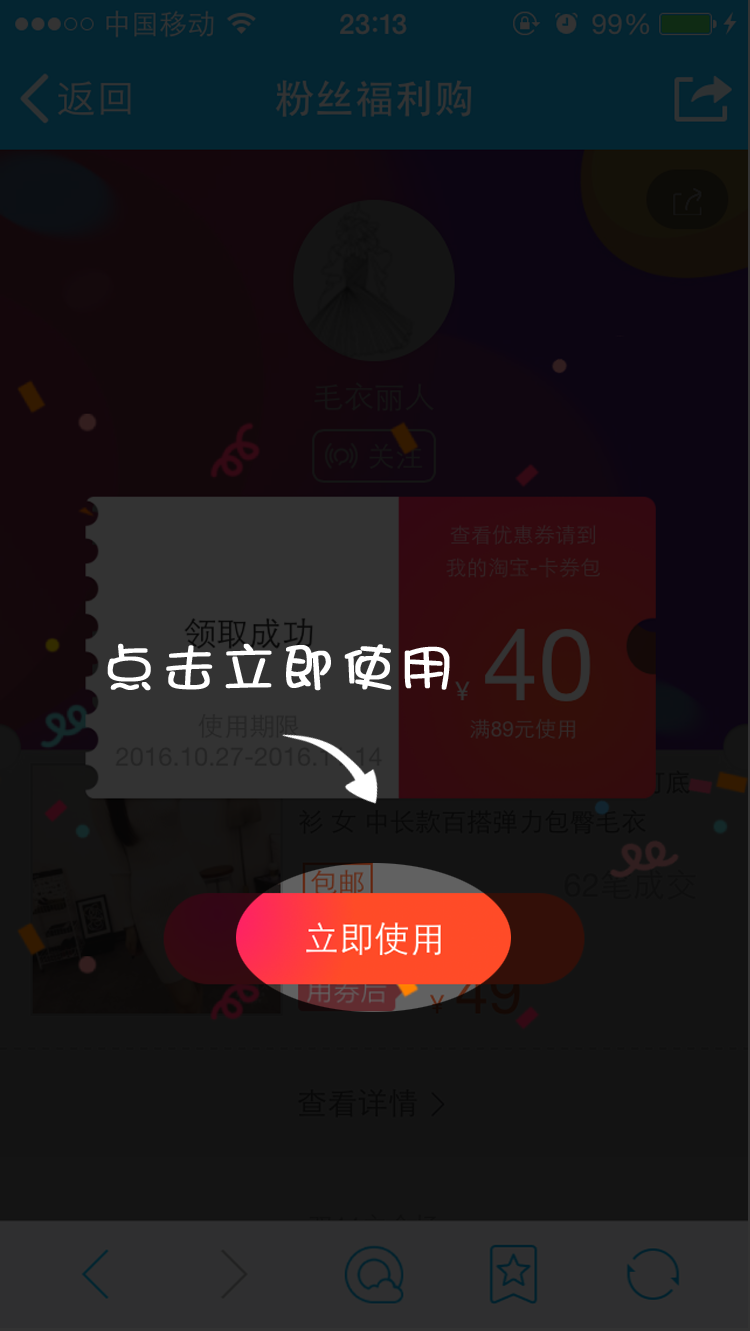 中国移动 23:13 99%
返回 粉丝福利购
毛衣丽人
关注
查看优惠券请到
我的淘宝-卡券包
领取成功
点击立即使用
¥ 40
使用期限
满89元使用
2016.10.27-2016.1 14
打底
衫 女 中长款百搭弹力包臀毛衣
包邮
62笔成交
立即使用
用券后 ¥ 49
查看详情